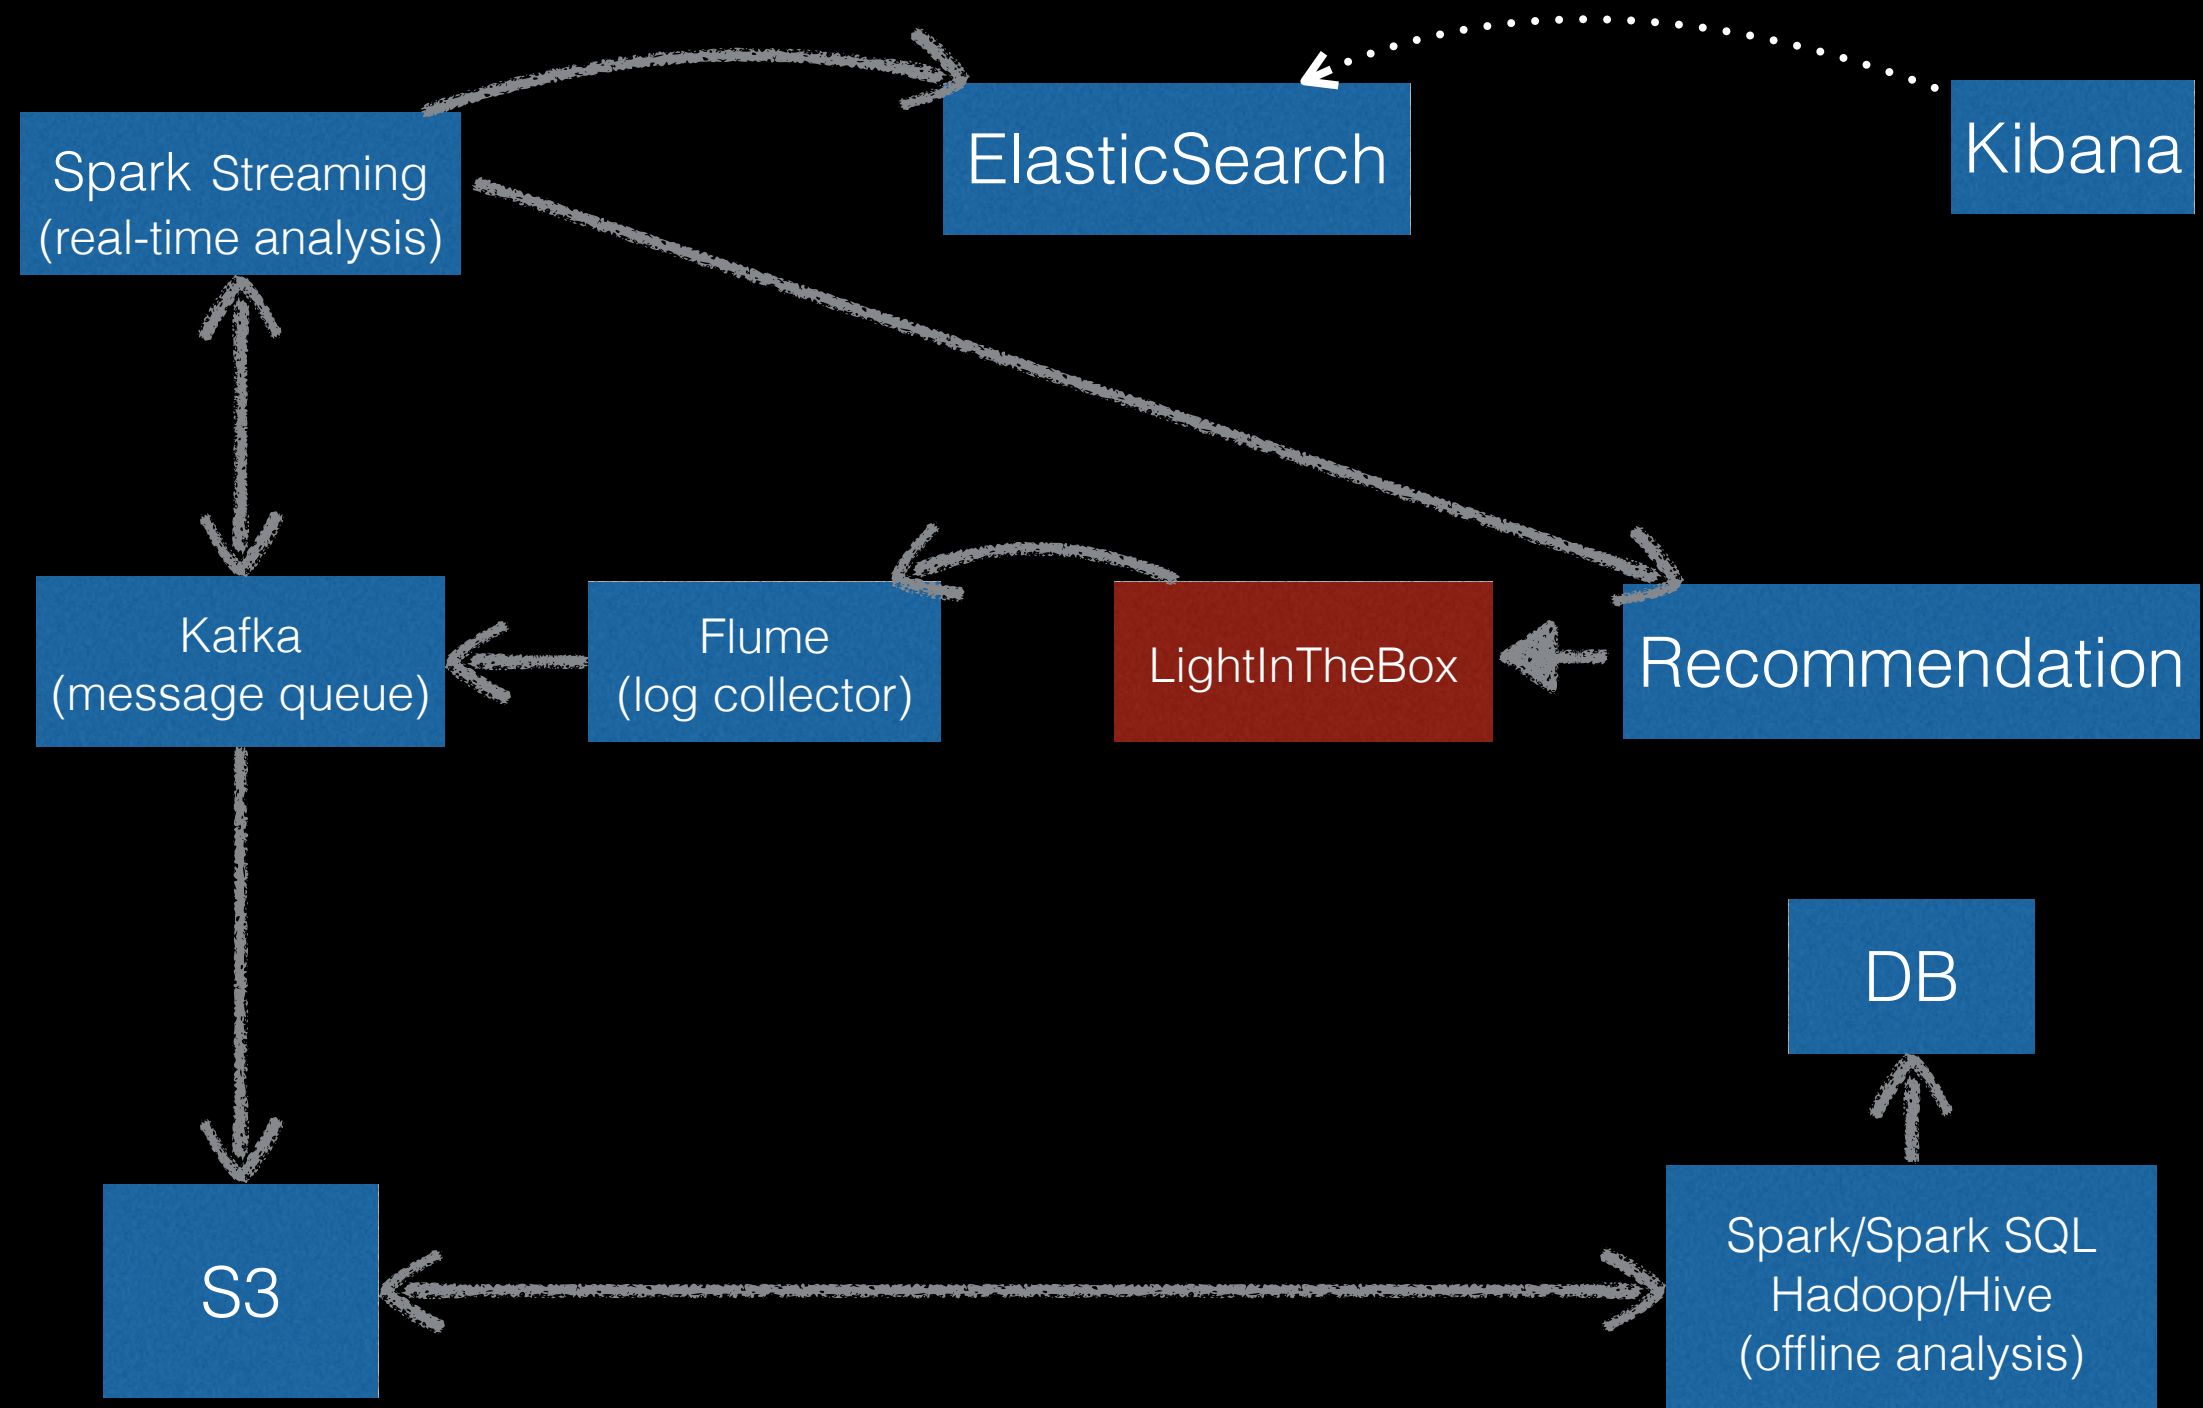 ElasticSearch
Kibana
Spark Streaming
(real-time analysis)
Kafka
(message queue)
Flume
(log collector)
LightInTheBox
Recommendation
DB
S3
Spark/Spark SQL
Hadoop/Hive
(offline analysis)